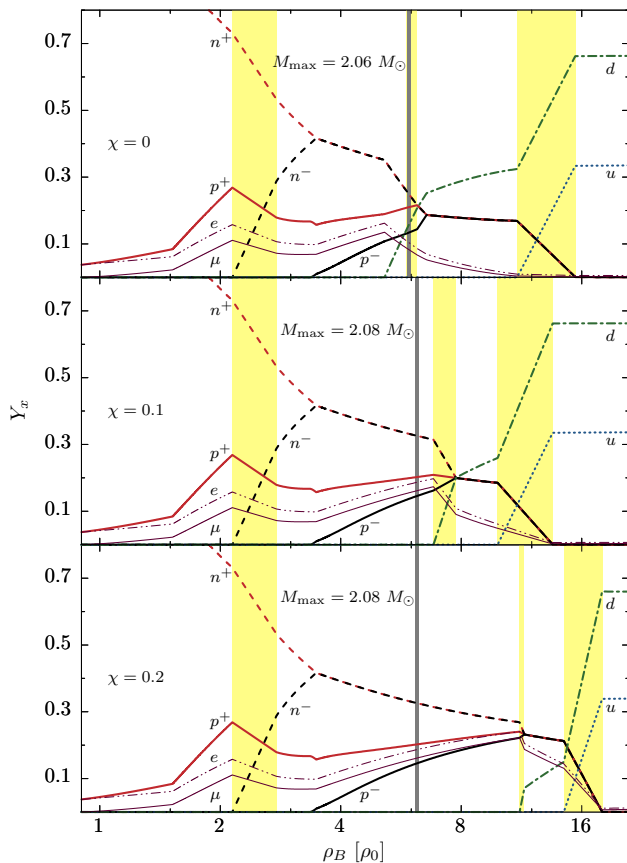 0.7
n⁺
M_max = 2.06 M_⊙
d
0.5
χ = 0
0.3
p⁺
n⁻
u
e
0.1
μ
p⁻
0.7
n⁺
M_max = 2.08 M_⊙
d
0.5
Y_x
χ = 0.1
0.3
p⁺
n⁻
u
e
0.1
μ
p⁻
0.7
n⁺
M_max = 2.08 M_⊙
d
0.5
χ = 0.2
0.3
n⁻
p⁺
u
e
0.1
μ
p⁻
1 2 4 8 16
ρ_B [ρ_0]